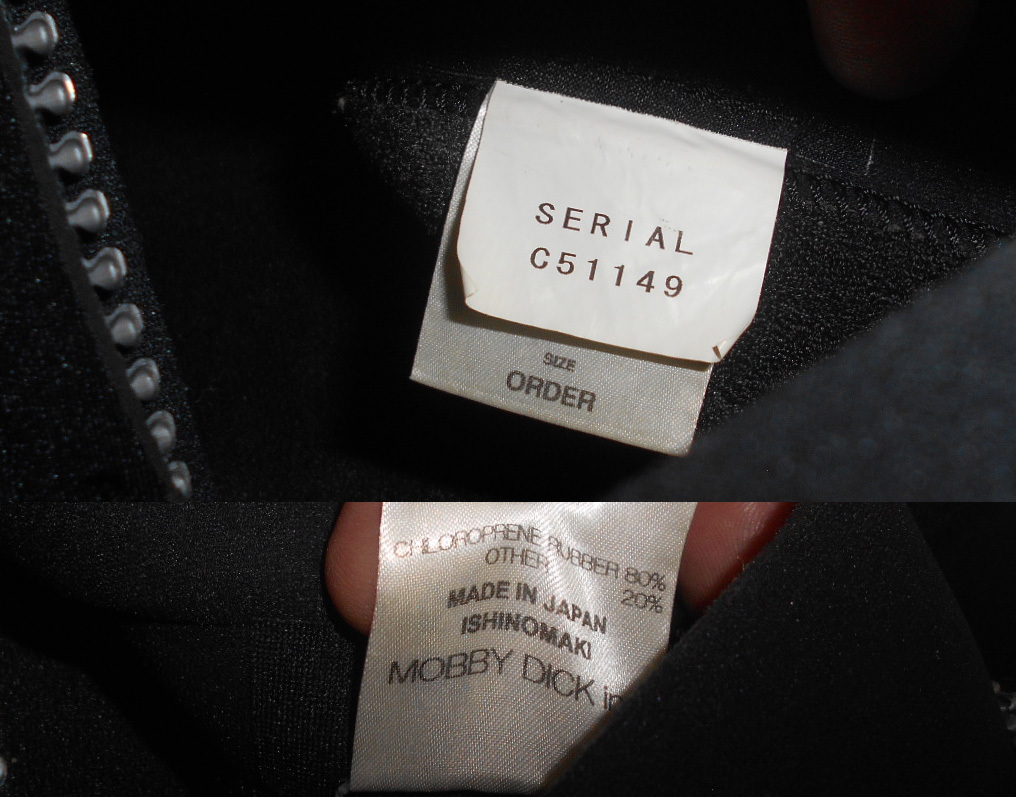 SERIAL
C51149
SIZE
ORDER
CHLOROPRENE RUBBER 80%
OTHER 20%
MADE IN JAPAN
ISHINOMAKI
MOBBY DICK